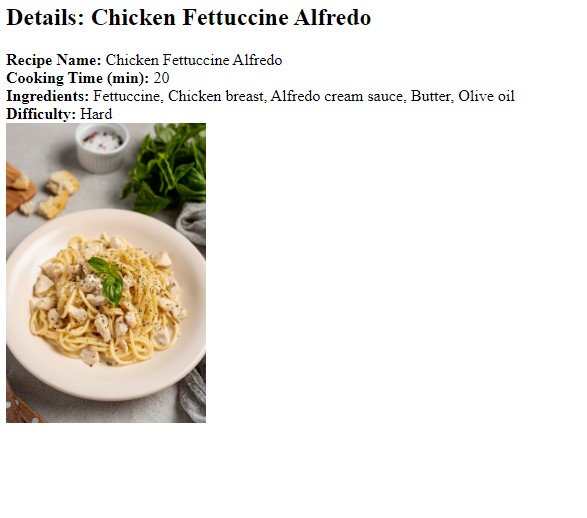 Details: Chicken Fettuccine Alfredo
Recipe Name: Chicken Fettuccine Alfredo
Cooking Time (min): 20
Ingredients: Fettuccine, Chicken breast, Alfredo cream sauce, Butter, Olive oil
Difficulty: Hard